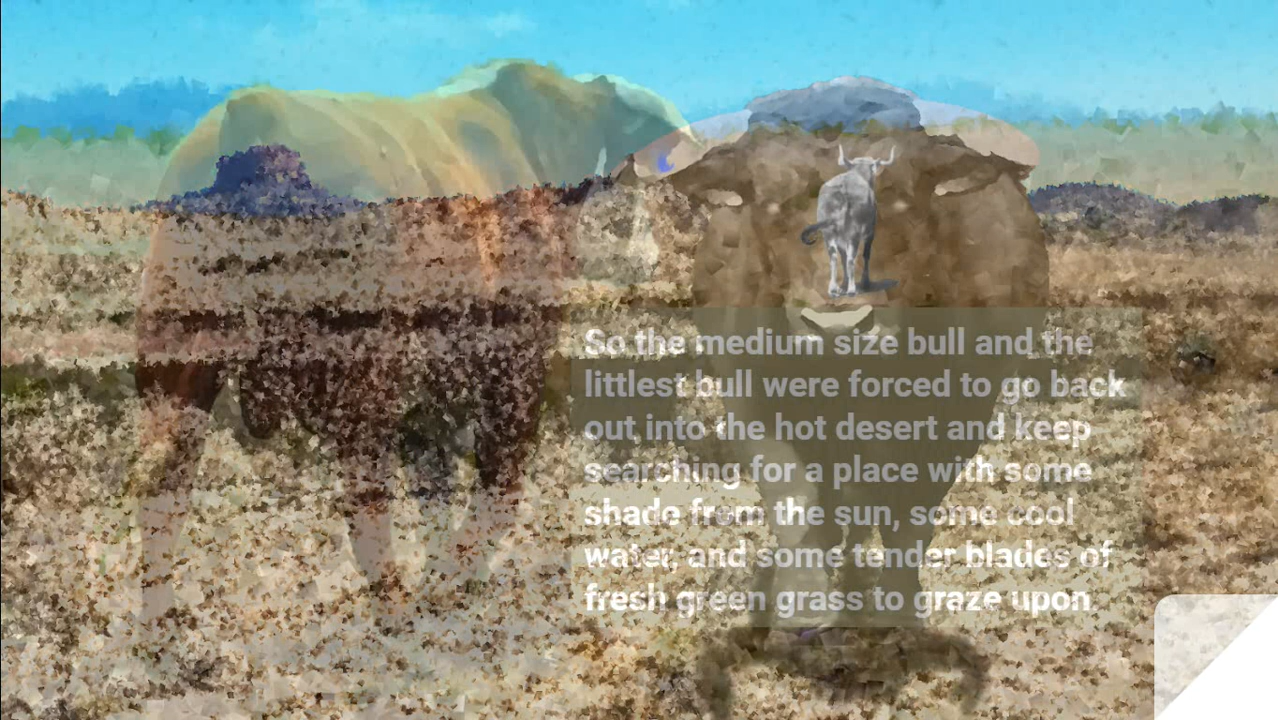 So the medium size bull and the
littlest bull were forced to go back
out into the hot desert and keep
searching for a place with some
shade from the sun, some cool
water, and some tender blades of
fresh green grass to graze upon